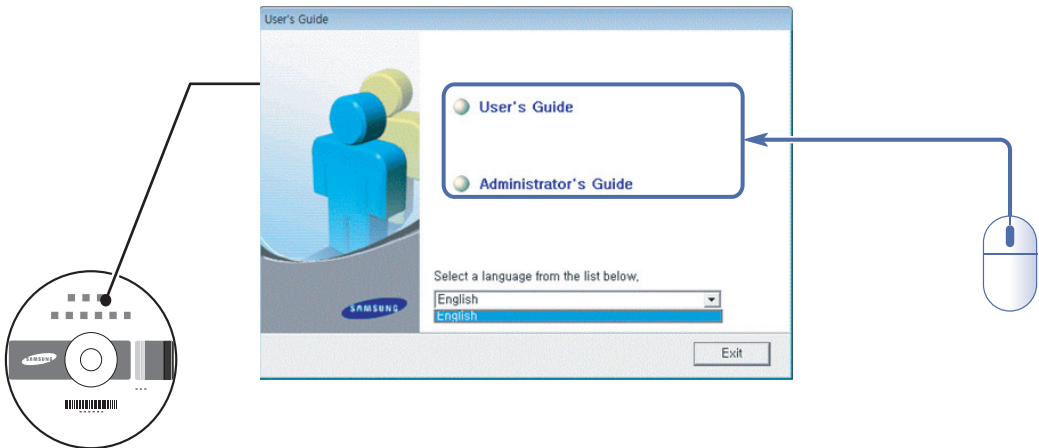 User's Guide
User's Guide
Administrator's Guide
Select a language from the list below,
English
English
SAMSUNG
Exit
SAMSUNG